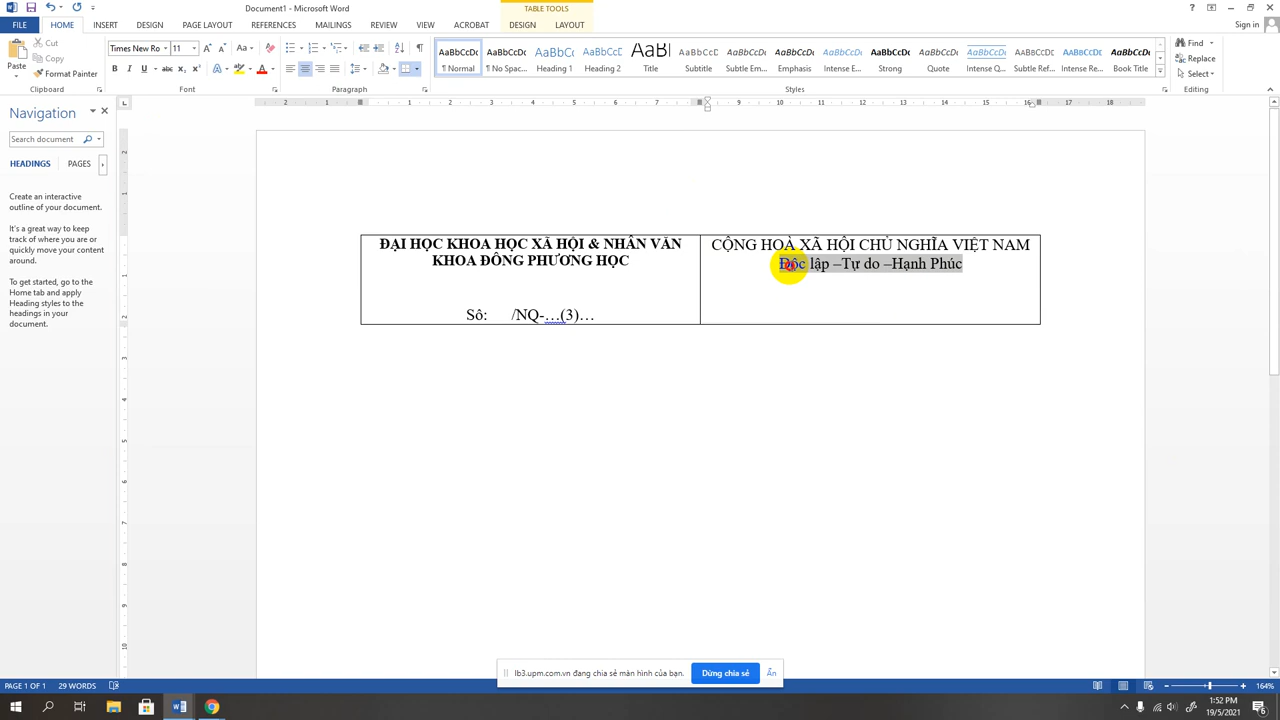 Document1 - Microsoft Word
TABLE TOOLS
Sign in
FILE
HOME
INSERT
DESIGN
PAGE LAYOUT
REFERENCES
MAILINGS
REVIEW
VIEW
ACROBAT
DESIGN
LAYOUT
Paste
Cut
Copy
Format Painter
Clipboard
Times New Ro
11
Font
Paragraph
AaBbCcDc
¶ Normal
AaBbCcDc
¶ No Spac...
AaBbCc
Heading 1
AaBbCcD
Heading 2
AaBl
Title
AaBbCcD
Subtitle
AaBbCcDc
Subtle Em...
AaBbCcDc
Emphasis
AaBbCcDc
Intense E...
AaBbCcDc
Strong
AaBbCcDc
Quote
AaBbCcDc
Intense Q...
AaBbCcDc
Subtle Ref...
AaBbCcDc
Intense Re...
AaBbCcDc
Book Title
Styles
Find
Replace
Select
Editing
Navigation
Search document
HEADINGS
PAGES
Create an interactive
outline of your document.
It's a great way to keep
track of where you are or
quickly move your content
around.
To get started, go to the
Home tab and apply
Heading styles to the
headings in your
document.
ĐẠI HỌC KHOA HỌC XÃ HỘI & NHÂN VĂN
KHOA ĐÔNG PHƯƠNG HỌC
Sô: /NQ-…(3)…
CỘNG HOÀ XÃ HỘI CHỦ NGHĨA VIỆT NAM
Độc lập –Tự do –Hạnh Phúc
lb3.upm.com.vn đang chia sẻ màn hình của bạn.
Dừng chia sẻ
Ẩn
PAGE 1 OF 1
29 WORDS
164%
1:52 PM
19/5/2021